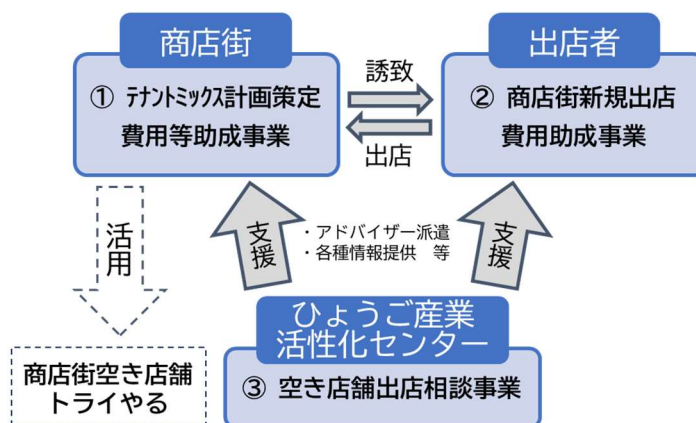 商店街
① テナントミックス計画策定
費用等助成事業
誘致
出店
出店者
② 商店街新規出店
費用助成事業
活用
支援
・アドバイザー派遣
・各種情報提供　等
支援
ひょうご産業
活性化センター
③ 空き店舗出店相談事業
商店街空き店舗
トライやる